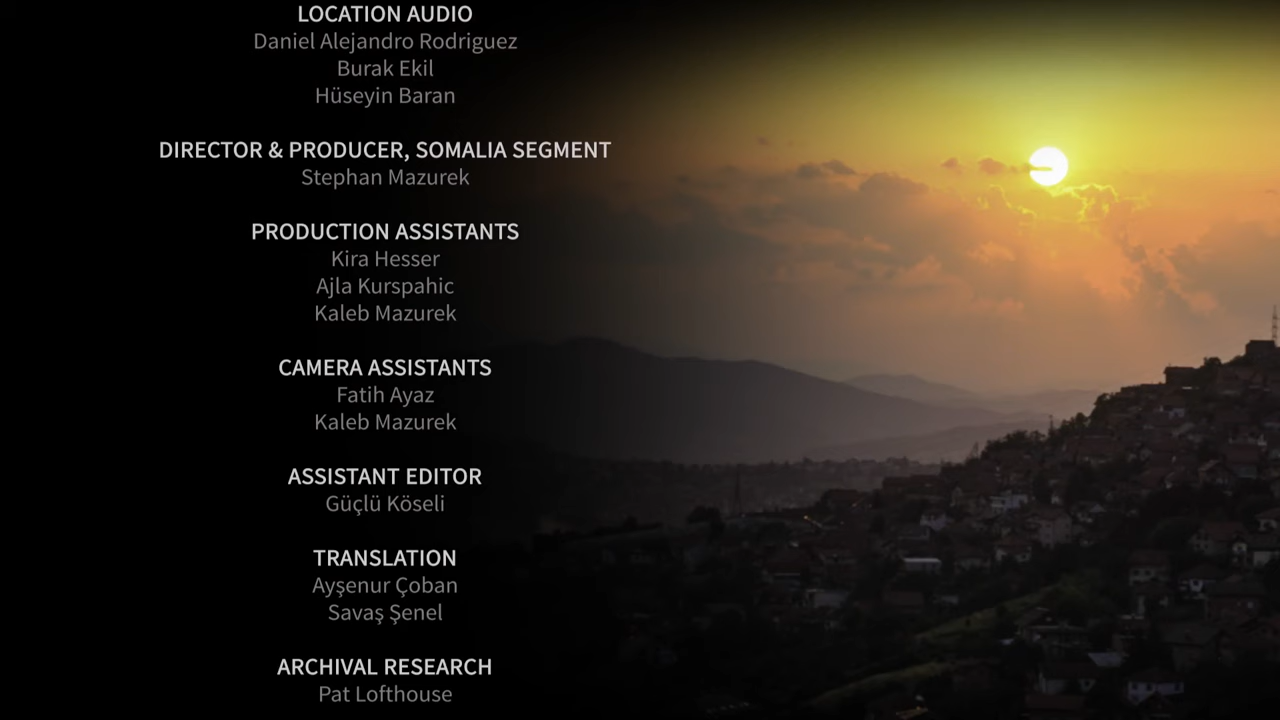 LOCATION AUDIO
Daniel Alejandro Rodriguez
Burak Ekil
Hüseyin Baran
DIRECTOR & PRODUCER, SOMALIA SEGMENT
Stephan Mazurek
PRODUCTION ASSISTANTS
Kira Hesser
Ajla Kurspahic
Kaleb Mazurek
CAMERA ASSISTANTS
Fatih Ayaz
Kaleb Mazurek
ASSISTANT EDITOR
Güçlü Köseli
TRANSLATION
Ayşenur Çoban
Savaş Şenel
ARCHIVAL RESEARCH
Pat Lofthouse